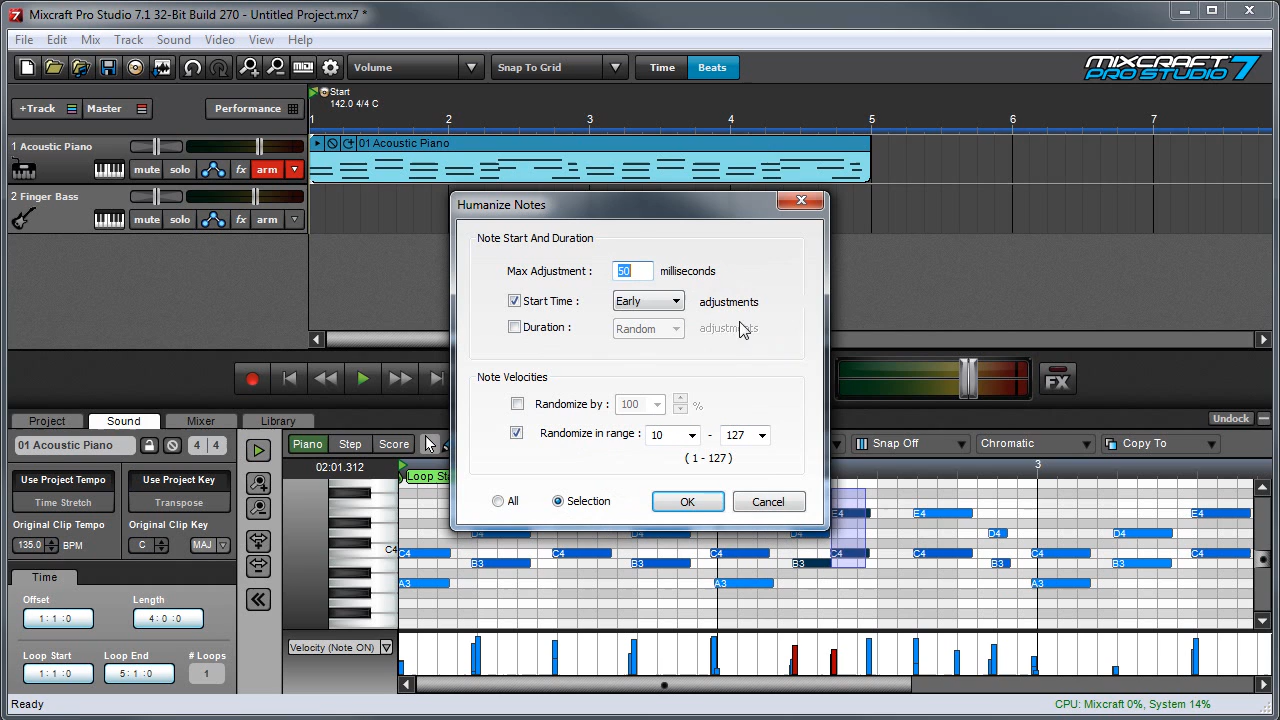 Mixcraft Pro Studio 7.1 32-Bit Build 270 - Untitled Project.mx7 *
File Edit Mix Track Sound Video View Help
Volume Snap To Grid Time Beats MIXCRAFT PRO STUDIO 7
+Track Master Performance
Start
142.0 4/4 C
1 2 3 4 5 6 7
1 Acoustic Piano
01 Acoustic Piano
mute solo fx arm
2 Finger Bass
mute solo fx arm
Humanize Notes
Note Start And Duration
Max Adjustment : 50 milliseconds
Start Time : Early adjustments
Duration : Random adjustments
Note Velocities
Randomize by : 100 %
Randomize in range : 10 - 127
( 1 - 127 )
All Selection OK Cancel
FX
Project Sound Mixer Library
Undock
01 Acoustic Piano 4 4
Piano Step Score
Snap Off Chromatic Copy To
Use Project Tempo Use Project Key
Time Stretch Transpose
Original Clip Tempo Original Clip Key
135.0 BPM C MAJ
02:01.312
3
C4
E4 E4 E4
D4 D4 D4 D4 D4 D4
C4 C4 C4 C4 C4 C4 C4
B3 B3 B3 B3 B3
A3 A3 A3
Time
Offset Length
1: 1: :0 4: 0 :0
Loop Start Loop End # Loops
1: 1: :0 5: 1 :0 1
Velocity (Note ON)
Ready CPU: Mixcraft 0%, System 14%